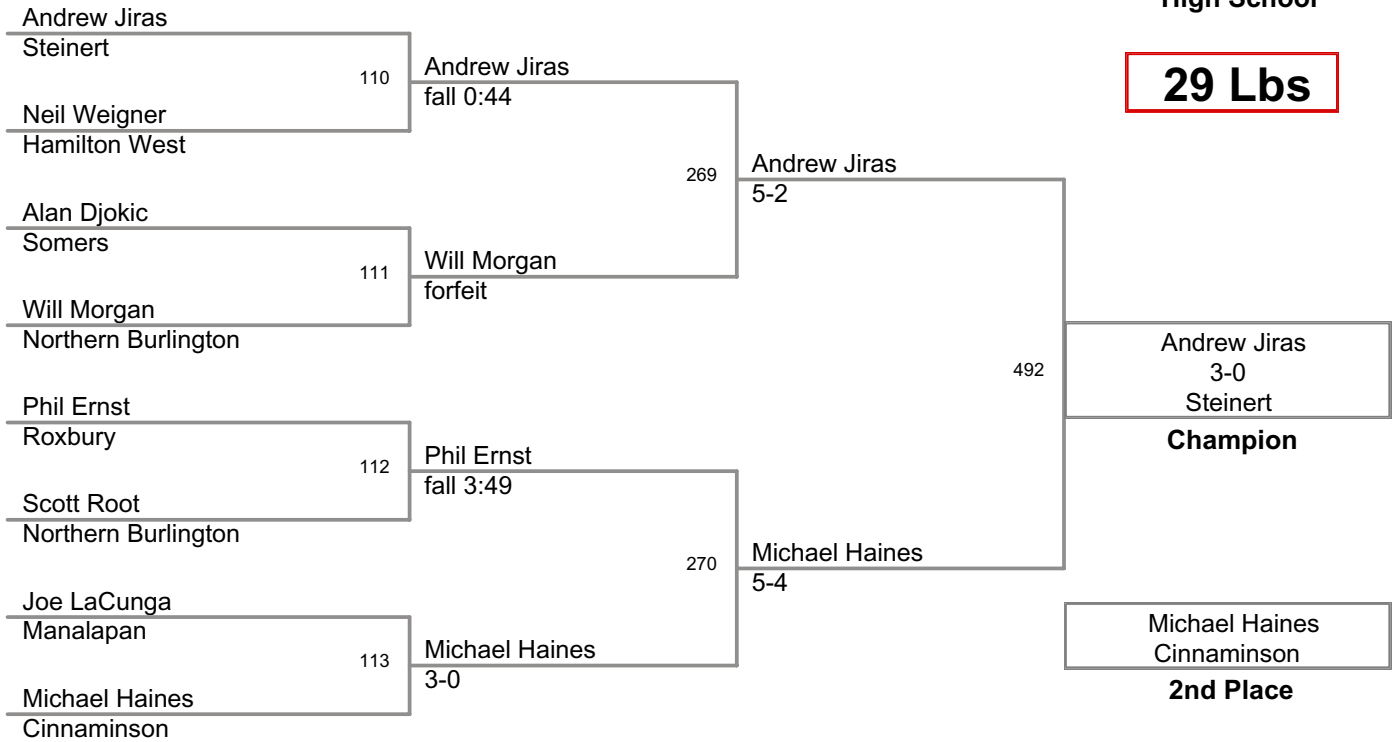 High School
29 Lbs
Andrew Jiras
Steinert
110
Neil Weigner
Hamilton West
Andrew Jiras
fall 0:44
Alan Djokic
Somers
111
Will Morgan
Northern Burlington
Will Morgan
forfeit
269
Andrew Jiras
5-2
Phil Ernst
Roxbury
112
Scott Root
Northern Burlington
Phil Ernst
fall 3:49
Joe LaCunga
Manalapan
113
Michael Haines
Cinnaminson
Michael Haines
3-0
270
Michael Haines
5-4
492
Andrew Jiras
3-0
Steinert
Champion
Michael Haines
Cinnaminson
2nd Place